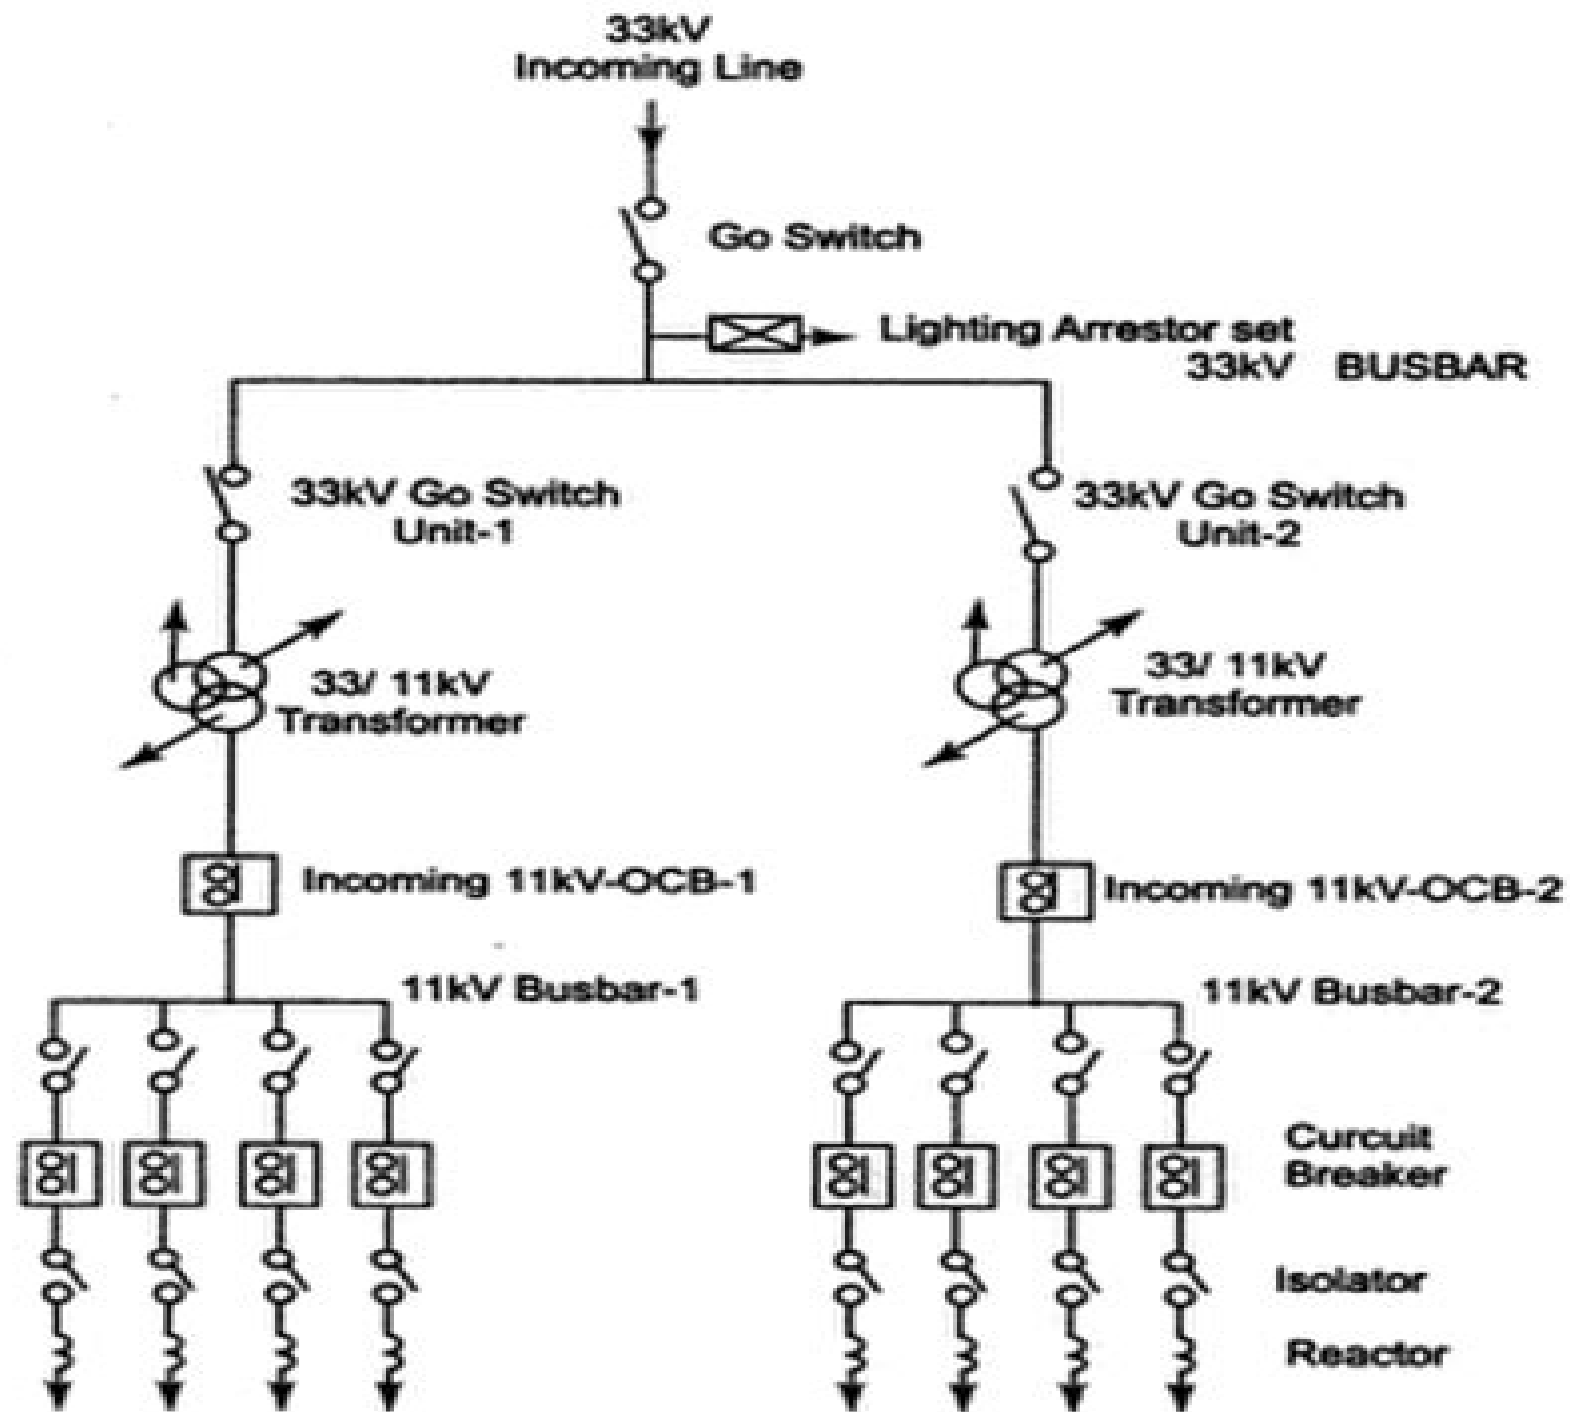 33kV
Incoming Line
Go Switch
Lighting Arrestor set
33kV BUSBAR
33kV Go Switch
Unit-1
33kV Go Switch
Unit-2
33/ 11kV
Transformer
33/ 11kV
Transformer
Incoming 11kV-OCB-1
Incoming 11kV-OCB-2
11kV Busbar-1
11kV Busbar-2
Curcuit
Breaker
Isolator
Reactor